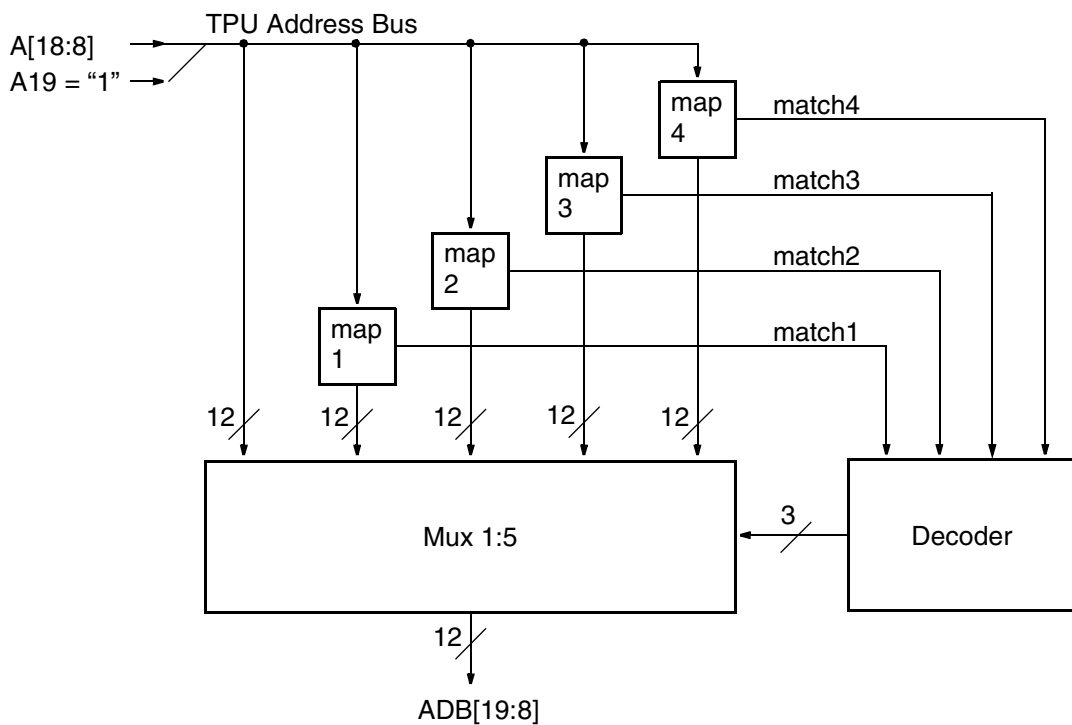 TPU Address Bus
A[18:8]
A19 = “1”
map
4
match4
map
3
match3
map
2
match2
map
1
match1
12
12
12
12
12
Mux 1:5
3
Decoder
12
ADB[19:8]